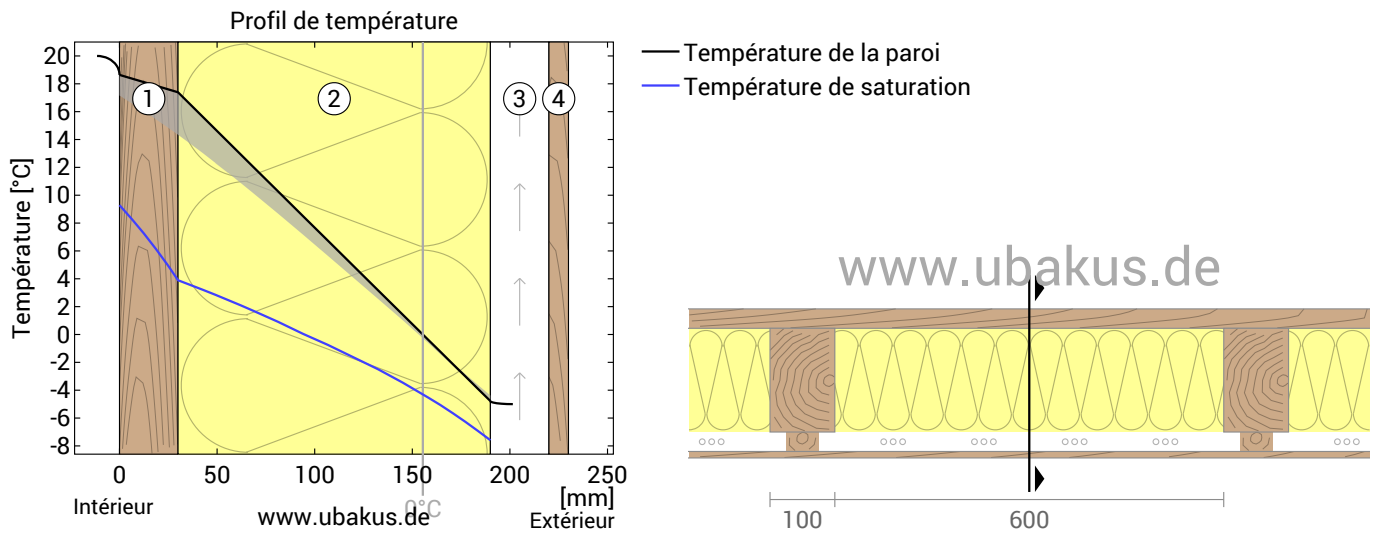 Profil de température
Température [°C]
20
18
16
14
12
10
8
6
4
2
0
-2
-4
-6
-8
1
2
3
4
0
50
100
150
200
250
[mm]
0°C
Intérieur
www.ubakus.de
Extérieur
Température de la paroi
Température de saturation
www.ubakus.de
100
600